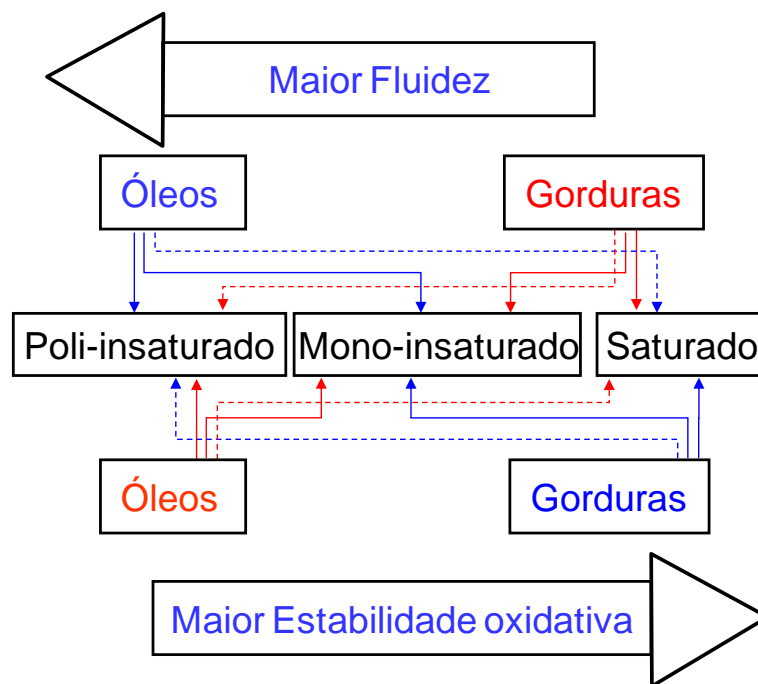 Maior Fluidez
Óleos
Gorduras
Poli-insaturado
Mono-insaturado
Saturado
Óleos
Gorduras
Maior Estabilidade oxidativa